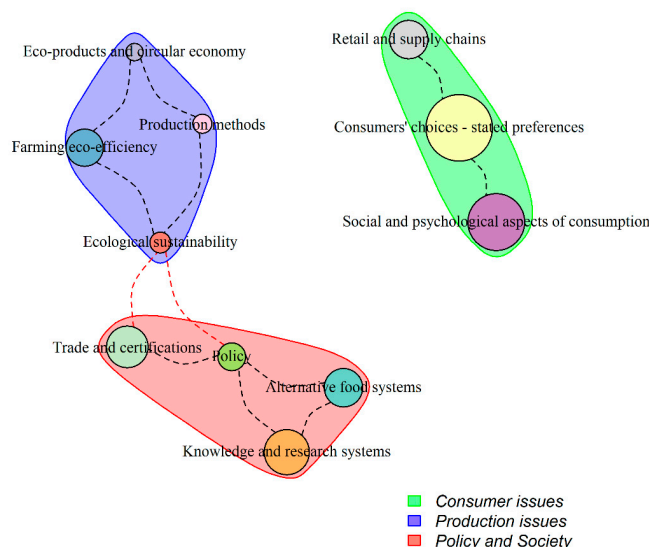 Retail and supply chains
Eco-products and circular economy
Production methods
Consumers' choices - stated preferences
Farming eco-efficiency
Social and psychological aspects of consumption
Ecological sustainability
Trade and certifications
Policy
Alternative food systems
Knowledge and research systems
Consumer issues
Production issues
Policy and Society